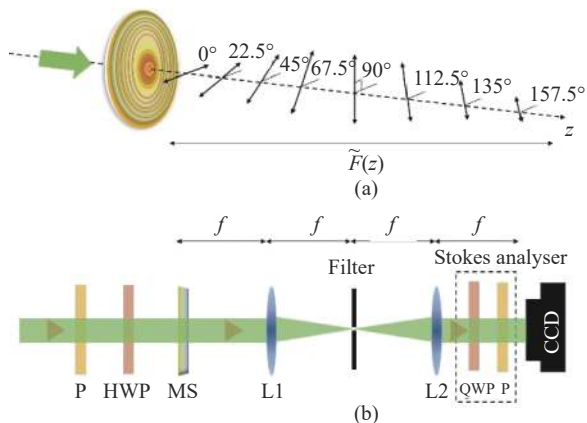 0°
22.5°
45°
67.5°
90°
112.5°
135°
157.5°
z
F̃(z)
(a)
f f f f
Filter
Stokes analyser
CCD
P HWP MS L1 L2 QWP P
(b)